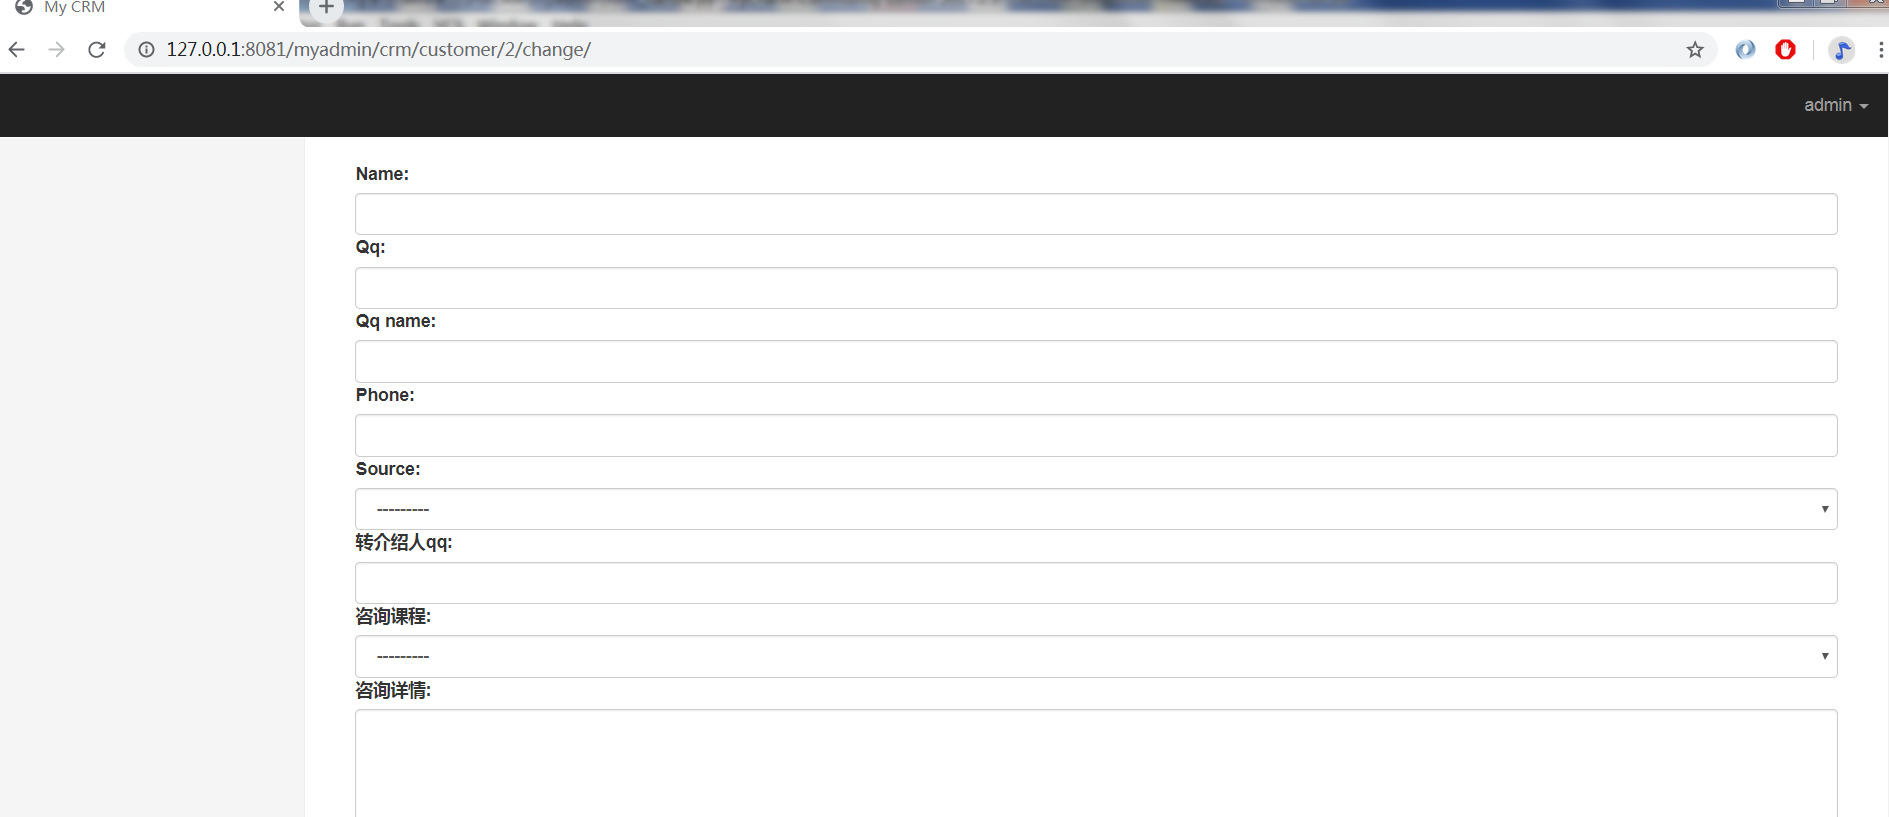 My CRM
127.0.0.1:8081/myadmin/crm/customer/2/change/
admin
Name:
Qq:
Qq name:
Phone:
Source:
---------
转介绍人qq:
咨询课程:
---------
咨询详情: